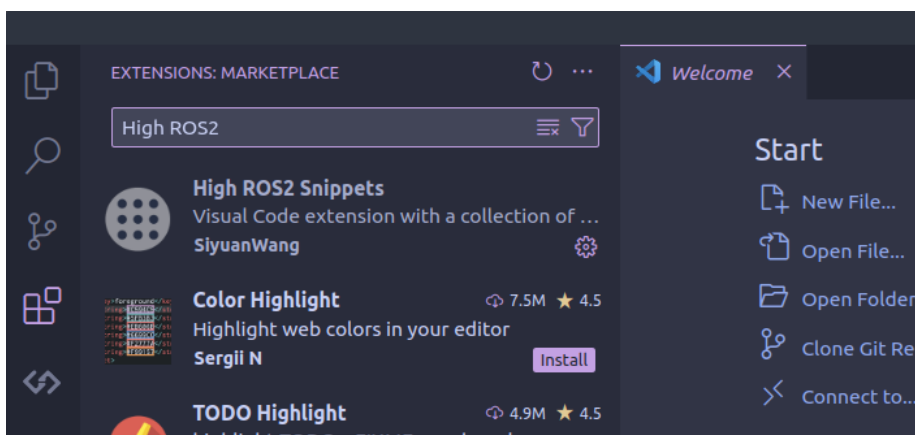 EXTENSIONS: MARKETPLACE
Welcome
High ROS2
High ROS2 Snippets
Visual Code extension with a collection of ...
SiyuanWang
Color Highlight 7.5M 4.5
Highlight web colors in your editor
Sergii N
Install
TODO Highlight 4.9M 4.5
Start
New File...
Open File...
Open Folder
Clone Git Re
Connect to...